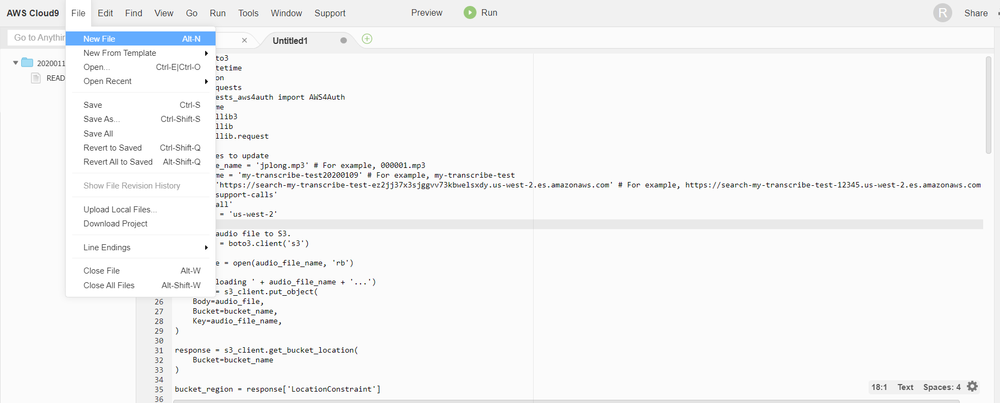 AWS Cloud9 File Edit Find View Go Run Tools Window Support Preview Run R Share
Go to Anythin
Untitled1
New File Alt-N
New From Template
Open... Ctrl-E|Ctrl-O
Open Recent
Save Ctrl-S
Save As... Ctrl-Shift-S
Save All
Revert to Saved Ctrl-Shift-Q
Revert All to Saved Alt-Shift-Q
Show File Revision History
Upload Local Files...
Download Project
Line Endings
Close File Alt-W
Close All Files Alt-Shift-W
2020011
READ
to3
tetime
on
quests
ests_aws4auth import AWS4Auth
me
llib3
llib
llib.request
es to update
e_name = 'jplong.mp3' # For example, 000001.mp3
me = 'my-transcribe-test20200109' # For example, my-transcribe-test
'https://search-my-transcribe-test-ez2jj37x3sjggvv73kbwelsxdy.us-west-2.es.amazonaws.com' # For example, https://search-my-transcribe-test-12345.us-west-2.es.amazonaws.com
support-calls'
all'
= 'us-west-2'
audio file to S3.
= boto3.client('s3')
e = open(audio_file_name, 'rb')
loading ' + audio_file_name + '...')
= s3_client.put_object(
26 Body=audio_file,
27 Bucket=bucket_name,
28 Key=audio_file_name,
29 )
30
31 response = s3_client.get_bucket_location(
32 Bucket=bucket_name
33 )
34
35 bucket_region = response['LocationConstraint']
36
18:1 Text Spaces: 4